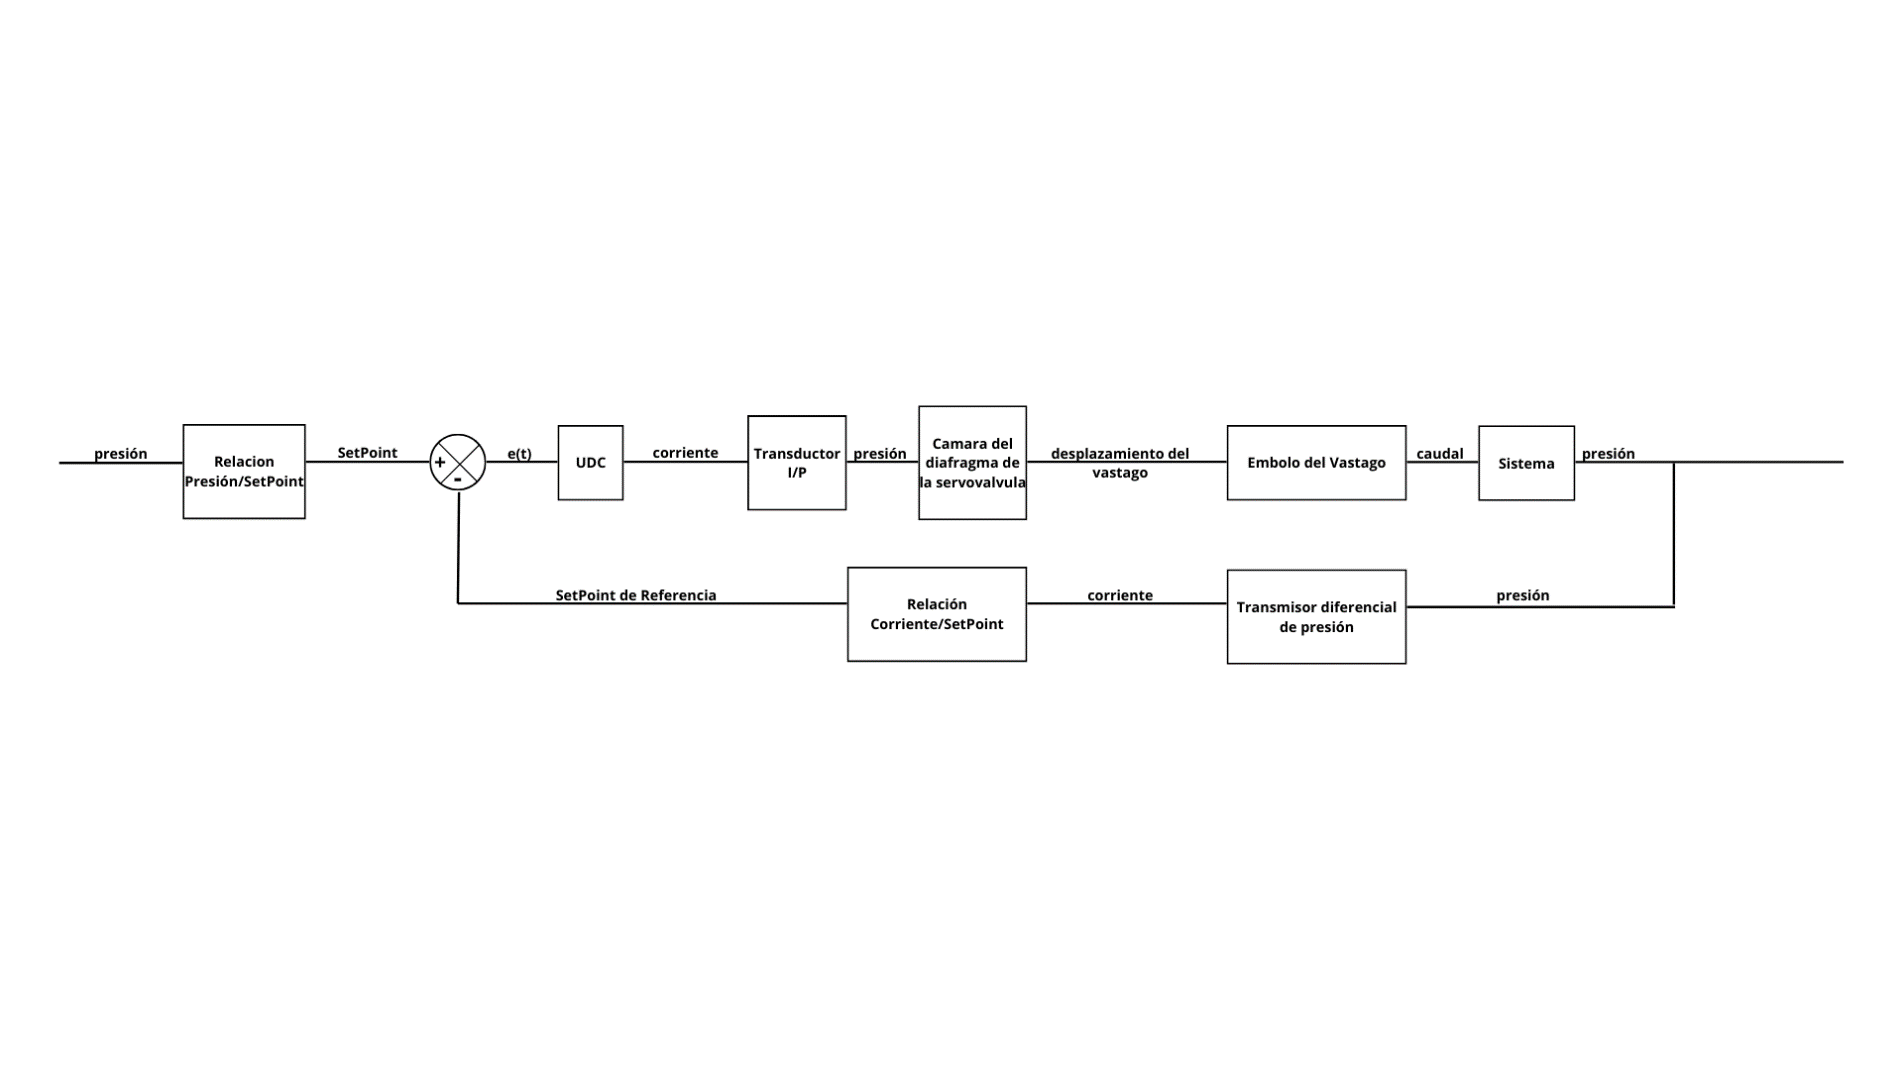 presión
Relacion
Presión/SetPoint
SetPoint
+
-
e(t)
UDC
corriente
Transductor
I/P
presión
Camara del
diafragma de
la servovalvula
desplazamiento del
vastago
Embolo del Vastago
caudal
Sistema
presión
SetPoint de Referencia
Relación
Corriente/SetPoint
corriente
Transmisor diferencial
de presión
presión